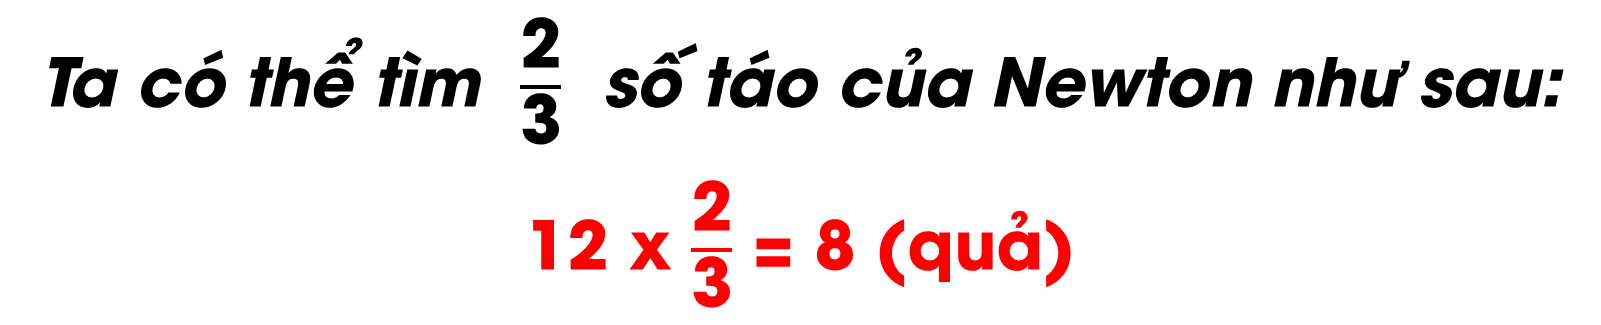 Ta có thể tìm 2/3 số táo của Newton như sau:
12 x 2/3 = 8 (quả)